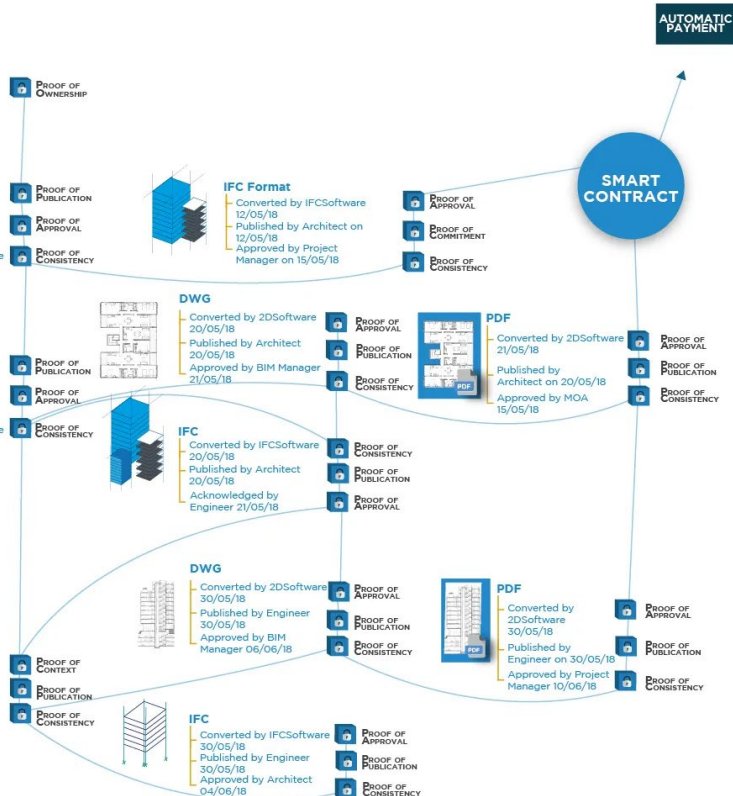 AUTOMATIC
PAYMENT
PROOF OF
OWNERSHIP
SMART
CONTRACT
PROOF OF
PUBLICATION
PROOF OF
APPROVAL
PROOF OF
CONSISTENCY
IFC Format
Converted by IFCSoftware
12/05/18
Published by Architect on
12/05/18
Approved by Project
Manager on 15/05/18
PROOF OF
APPROVAL
PROOF OF
COMMITMENT
PROOF OF
CONSISTENCY
DWG
Converted by 2DSoftware
20/05/18
Published by Architect
20/05/18
Approved by BIM Manager
21/05/18
PROOF OF
APPROVAL
PROOF OF
PUBLICATION
PROOF OF
CONSISTENCY
PDF
PDF
Converted by 2DSoftware
21/05/18
Published by
Architect on 20/05/18
Approved by MOA
15/05/18
PROOF OF
APPROVAL
PROOF OF
PUBLICATION
PROOF OF
CONSISTENCY
PROOF OF
PUBLICATION
PROOF OF
APPROVAL
PROOF OF
CONSISTENCY
IFC
Converted by IFCSoftware
20/05/18
Published by Architect
20/05/18
Acknowledged by
Engineer 21/05/18
PROOF OF
CONSISTENCY
PROOF OF
PUBLICATION
PROOF OF
APPROVAL
DWG
Converted by 2DSoftware
30/05/18
Published by Engineer
30/05/18
Approved by BIM
Manager 06/06/18
PROOF OF
APPROVAL
PROOF OF
PUBLICATION
PROOF OF
CONSISTENCY
PDF
PDF
Converted by
2DSoftware
30/05/18
Published by
Engineer on 30/05/18
Approved by Project
Manager 10/06/18
PROOF OF
APPROVAL
PROOF OF
PUBLICATION
PROOF OF
CONSISTENCY
PROOF OF
CONTEXT
PROOF OF
PUBLICATION
PROOF OF
CONSISTENCY
IFC
Converted by IFCSoftware
30/05/18
Published by Engineer
30/05/18
Approved by Architect
04/06/18
PROOF OF
APPROVAL
PROOF OF
PUBLICATION
PROOF OF
CONSISTENCY